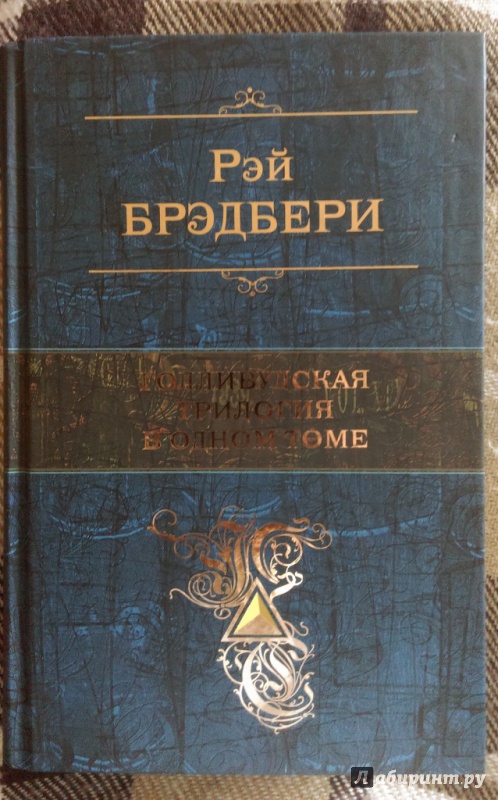 Рэй
БРЭДБЕРИ
ГОЛЛИВУДСКАЯ
ТРИЛОГИЯ
В ОДНОМ ТОМЕ
Лабиринт.ру